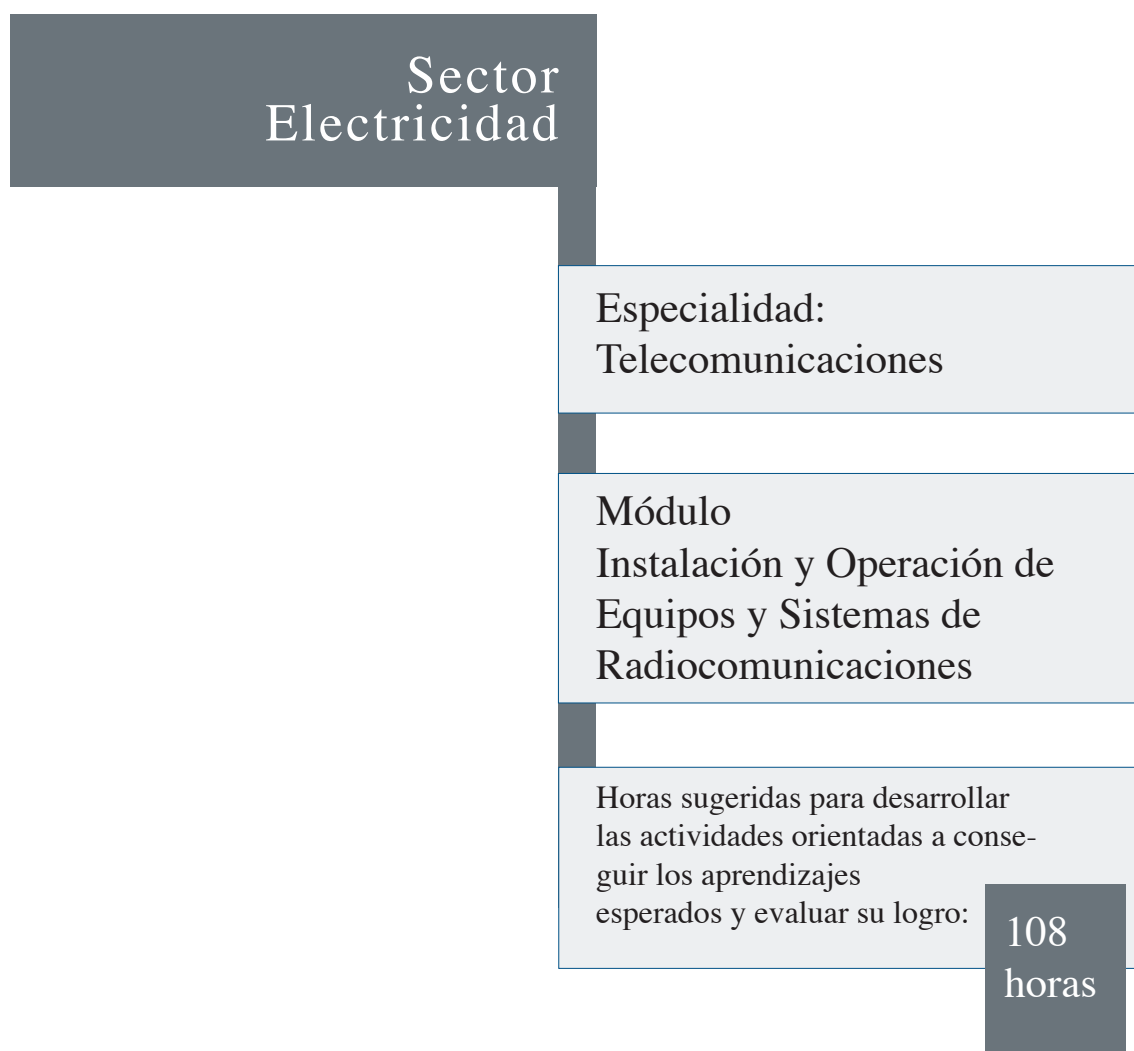 Sector
Electricidad
Especialidad:
Telecomunicaciones
Módulo
Instalación y Operación de
Equipos y Sistemas de
Radiocomunicaciones
Horas sugeridas para desarrollar
las actividades orientadas a conse-
guir los aprendizajes
esperados y evaluar su logro:
108
horas